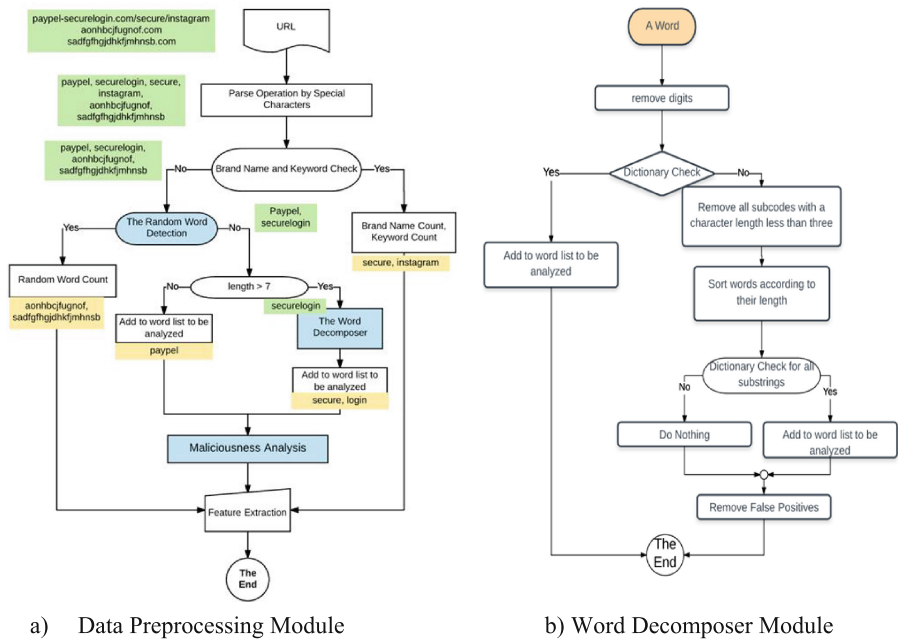 paypel-securelogin.com/secure/instagram
aonhbcjfugnof.com
sadfgfhgjdhkfjmhnsb.com
URL
paypel, securelogin, secure,
instagram,
aonhbcjfugnof,
sadfgfhgjdhkfjmhnsb
Parse Operation by Special
Characters
paypel, securelogin,
aonhbcjfugnof,
sadfgfhgjdhkfjmhnsb
No
Brand Name and Keyword Check
Yes
The Random Word
Detection
Yes
No
Paypel,
securelogin
Brand Name Count,
Keyword Count
secure, instagram
Random Word Count
aonhbcjfugnof,
sadfgfhgjdhkfjmhnsb
No
length > 7
Yes
securelogin
Add to word list to be
analyzed
paypel
The Word
Decomposer
Add to word list to
be analyzed
secure, login
Maliciousness Analysis
Feature Extraction
The
End
a) Data Preprocessing Module
A Word
remove digits
Yes
Dictionary Check
No
Add to word list to be
analyzed
Remove all subcodes with a
character length less than three
Sort words according to
their length
Dictionary Check for all
substrings
No
Yes
Do Nothing
Add to word list to be
analyzed
Remove False Positives
The
End
b) Word Decomposer Module